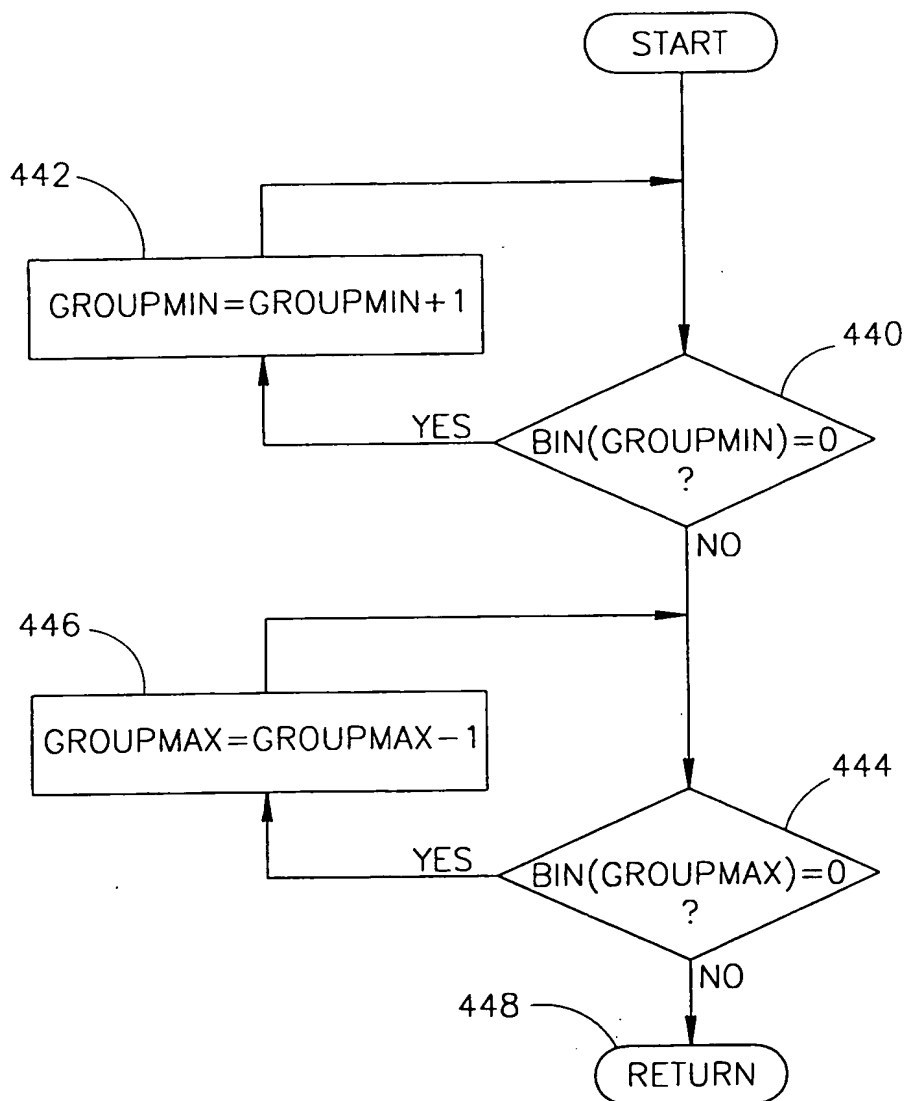 START
442
GROUPMIN=GROUPMIN+1
440
YES
BIN(GROUPMIN)=0
?
NO
446
GROUPMAX=GROUPMAX-1
444
YES
BIN(GROUPMAX)=0
?
NO
448
RETURN